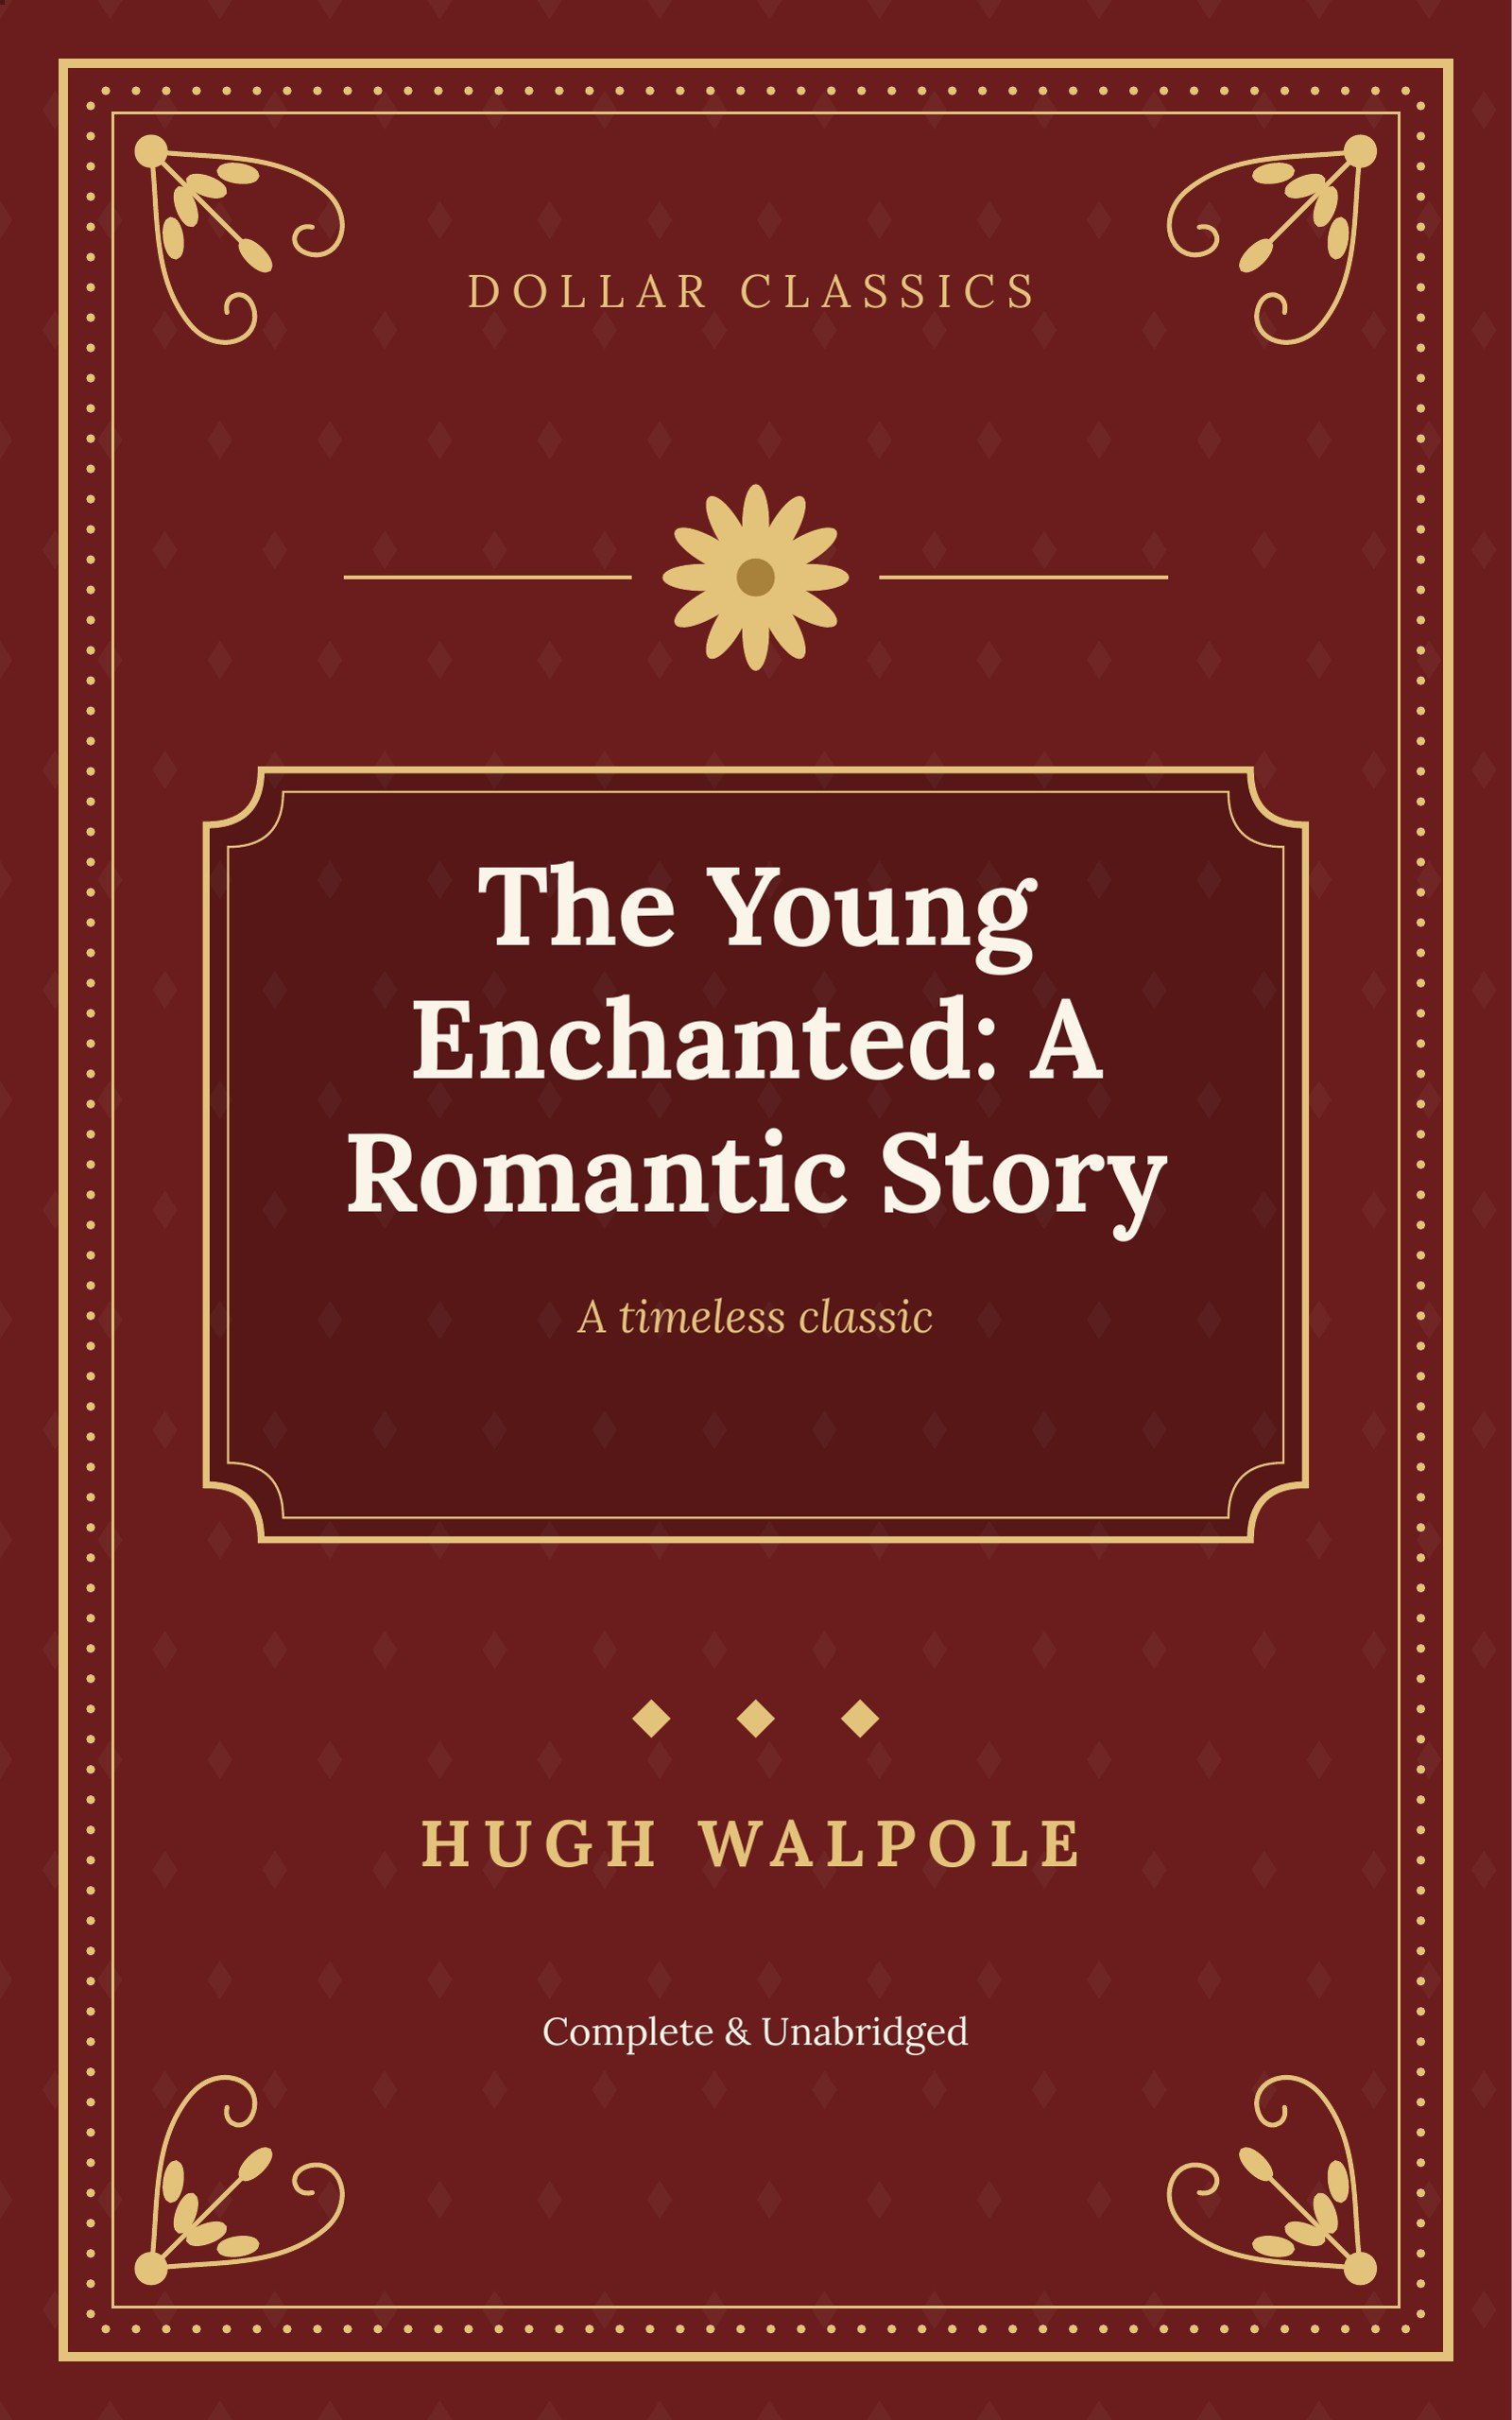 DOLLAR CLASSICS
The Young
Enchanted: A
Romantic Story
A timeless classic
HUGH WALPOLE
Complete & Unabridged